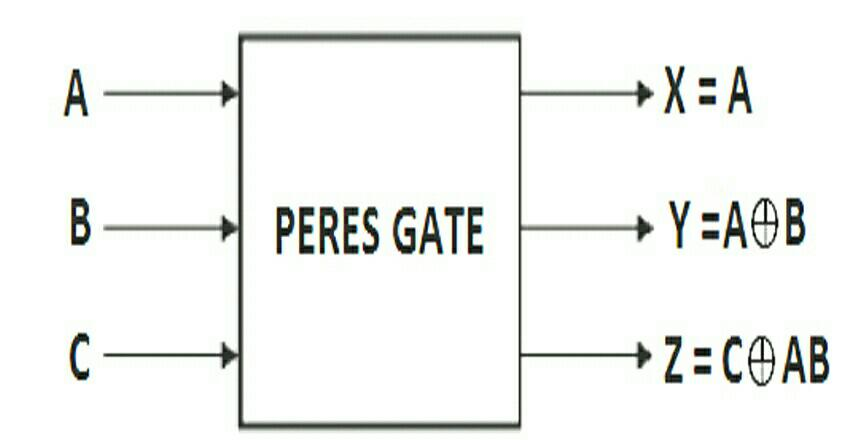 A
X = A
B
PERES GATE
Y =A⊕B
C
Z = C⊕AB